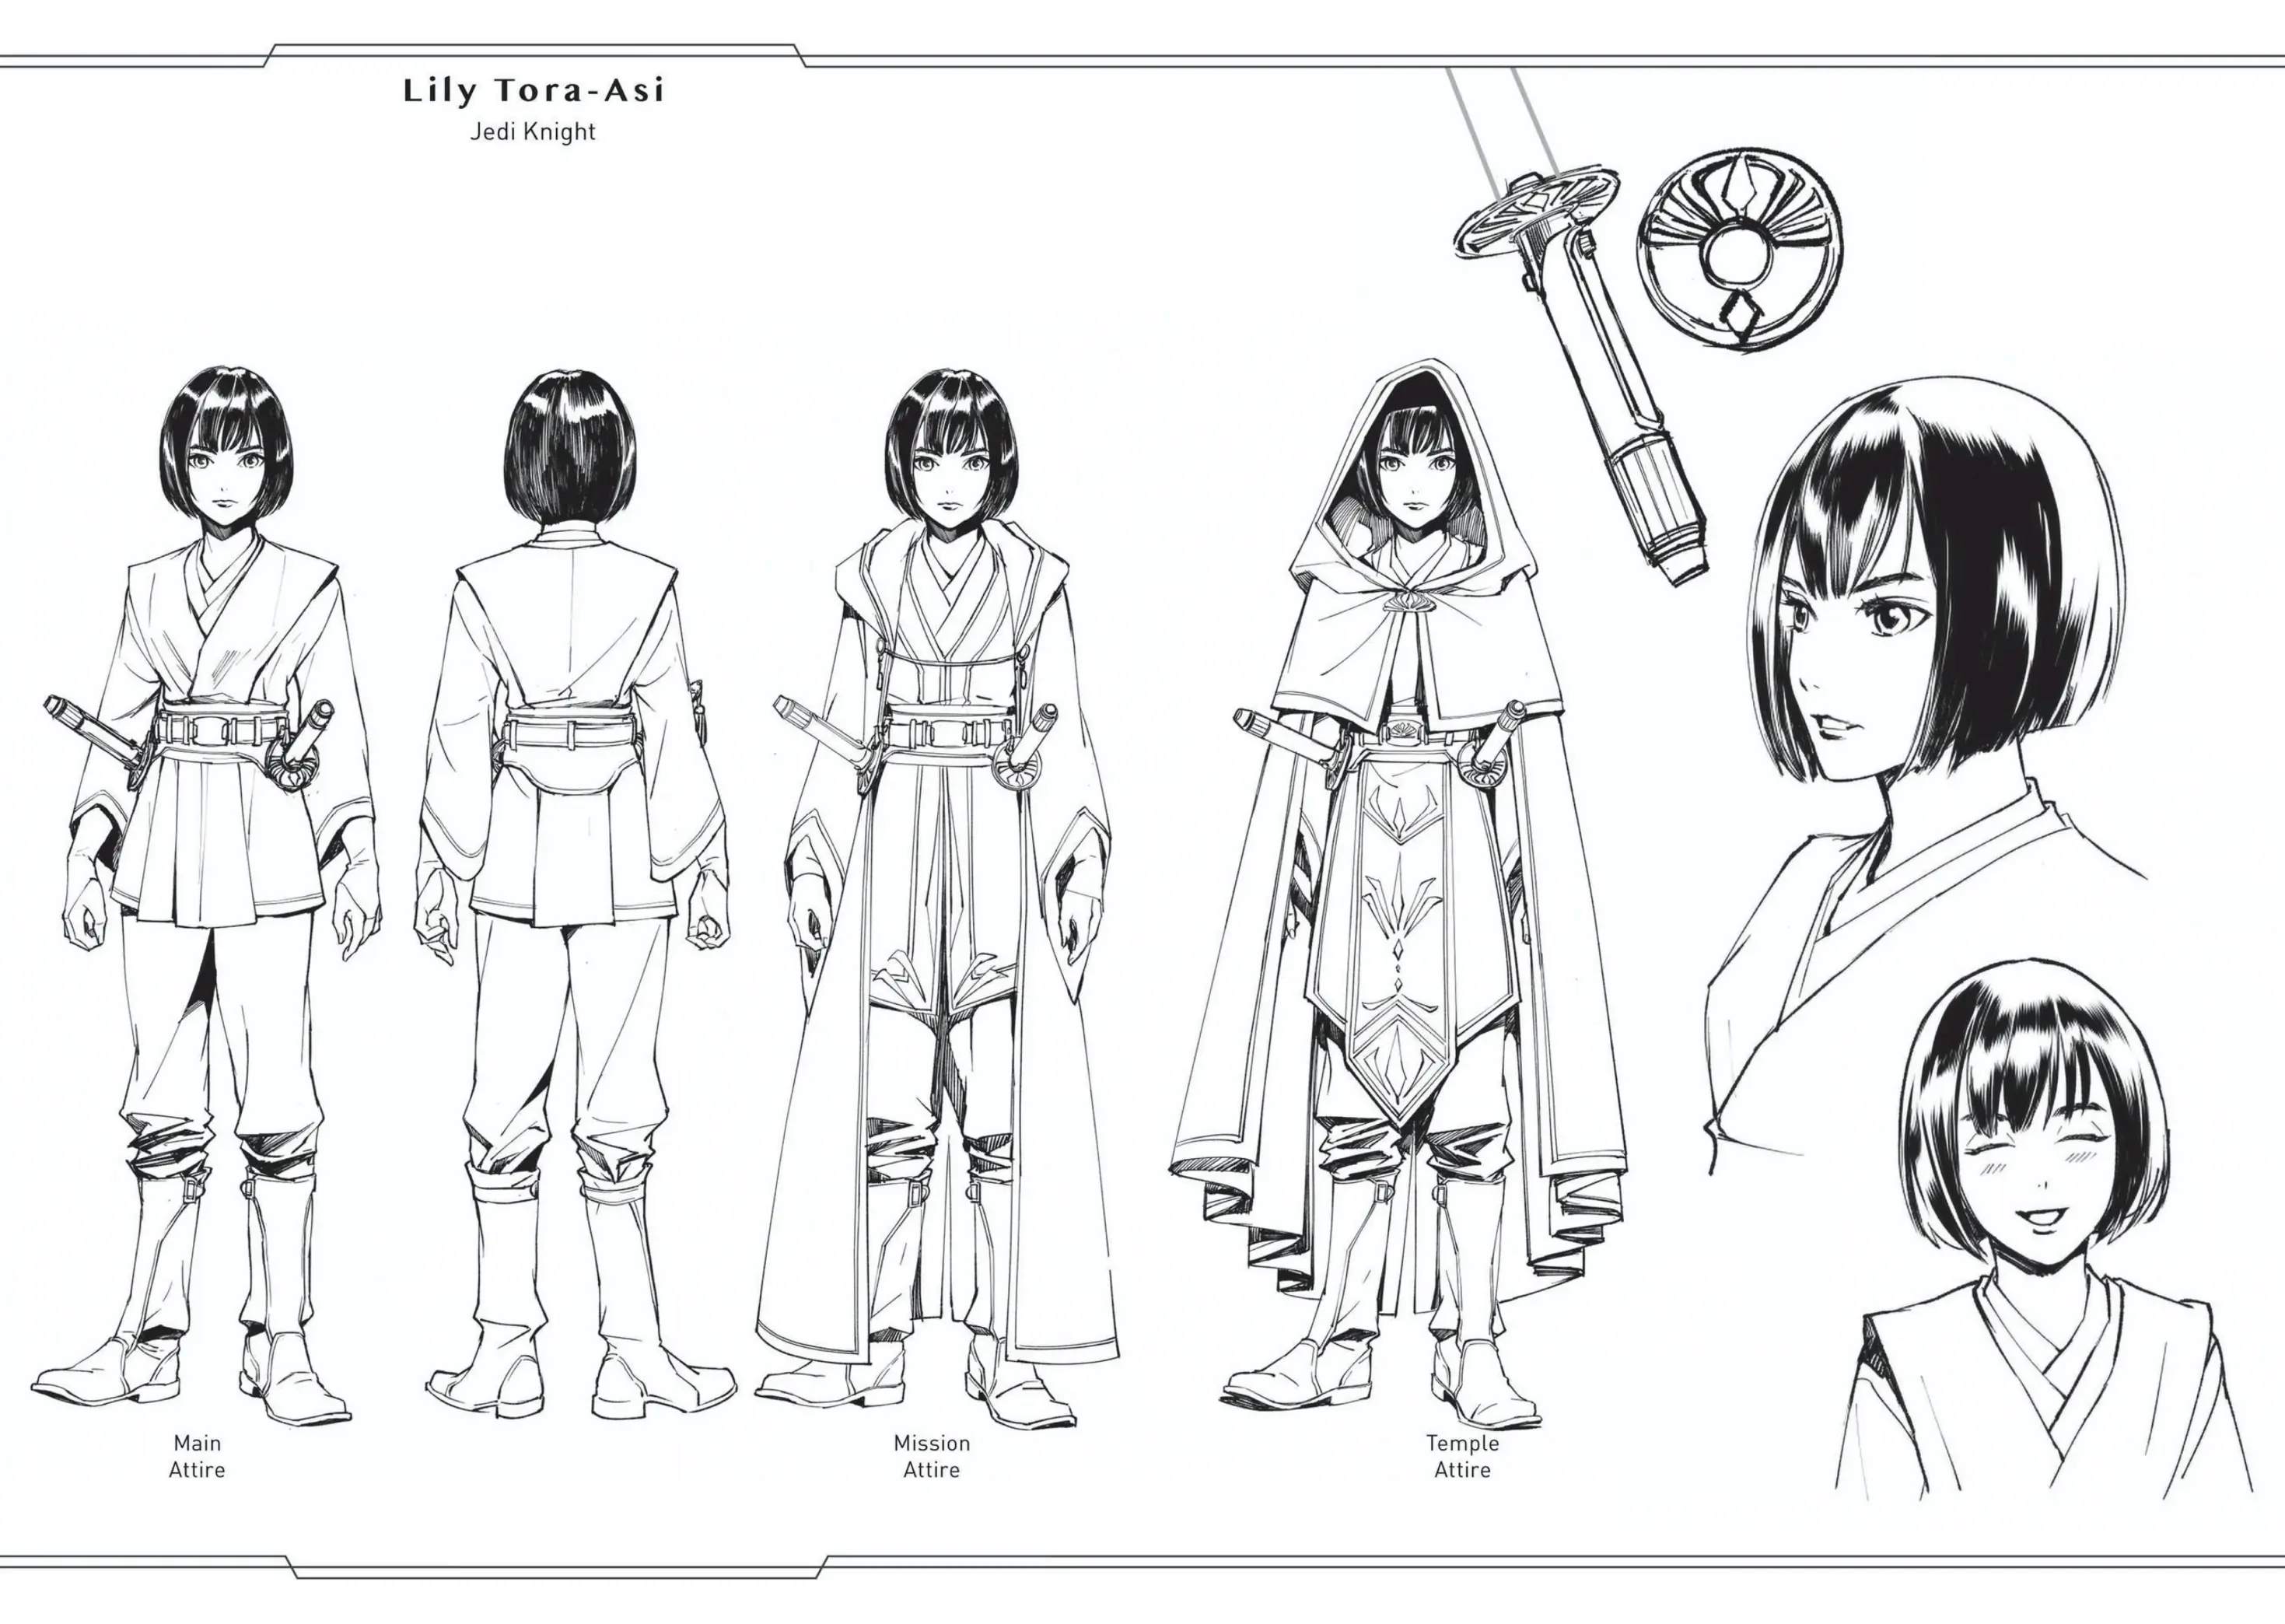 Lily Tora-Asi
Jedi Knight
Main
Attire
Mission
Attire
Temple
Attire